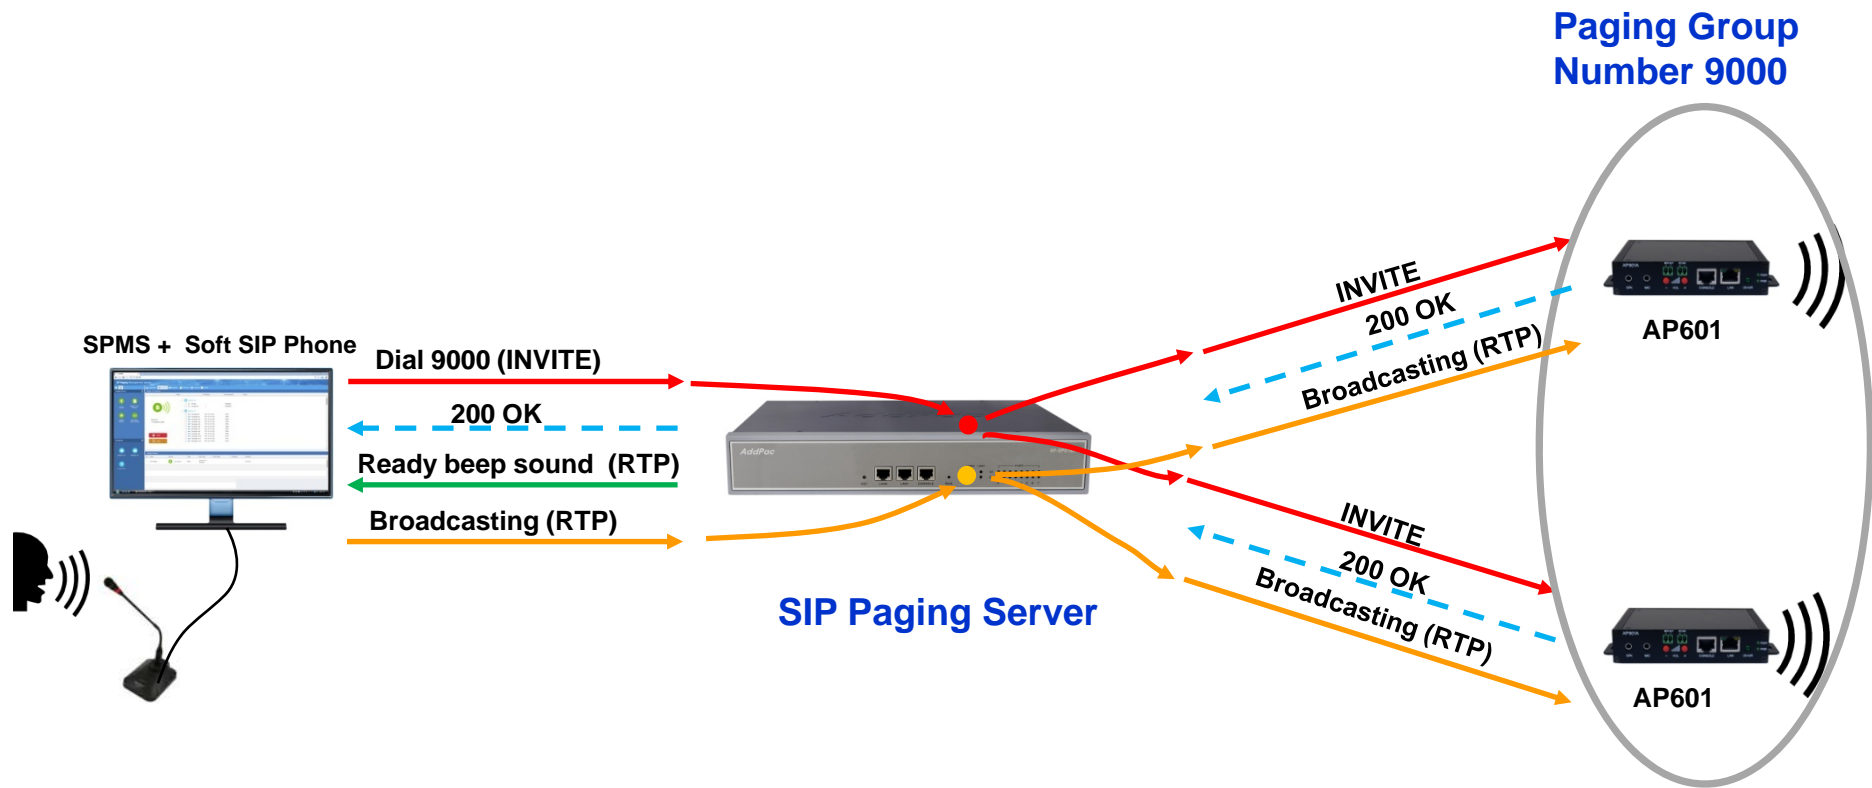 Paging Group
Number 9000
INVITE
200 OK
Broadcasting (RTP)
AP601
SPMS + Soft SIP Phone
Dial 9000 (INVITE)
200 OK
Ready beep sound (RTP)
Broadcasting (RTP)
AddPac
SIP Paging Server
INVITE
200 OK
Broadcasting (RTP)
AP601